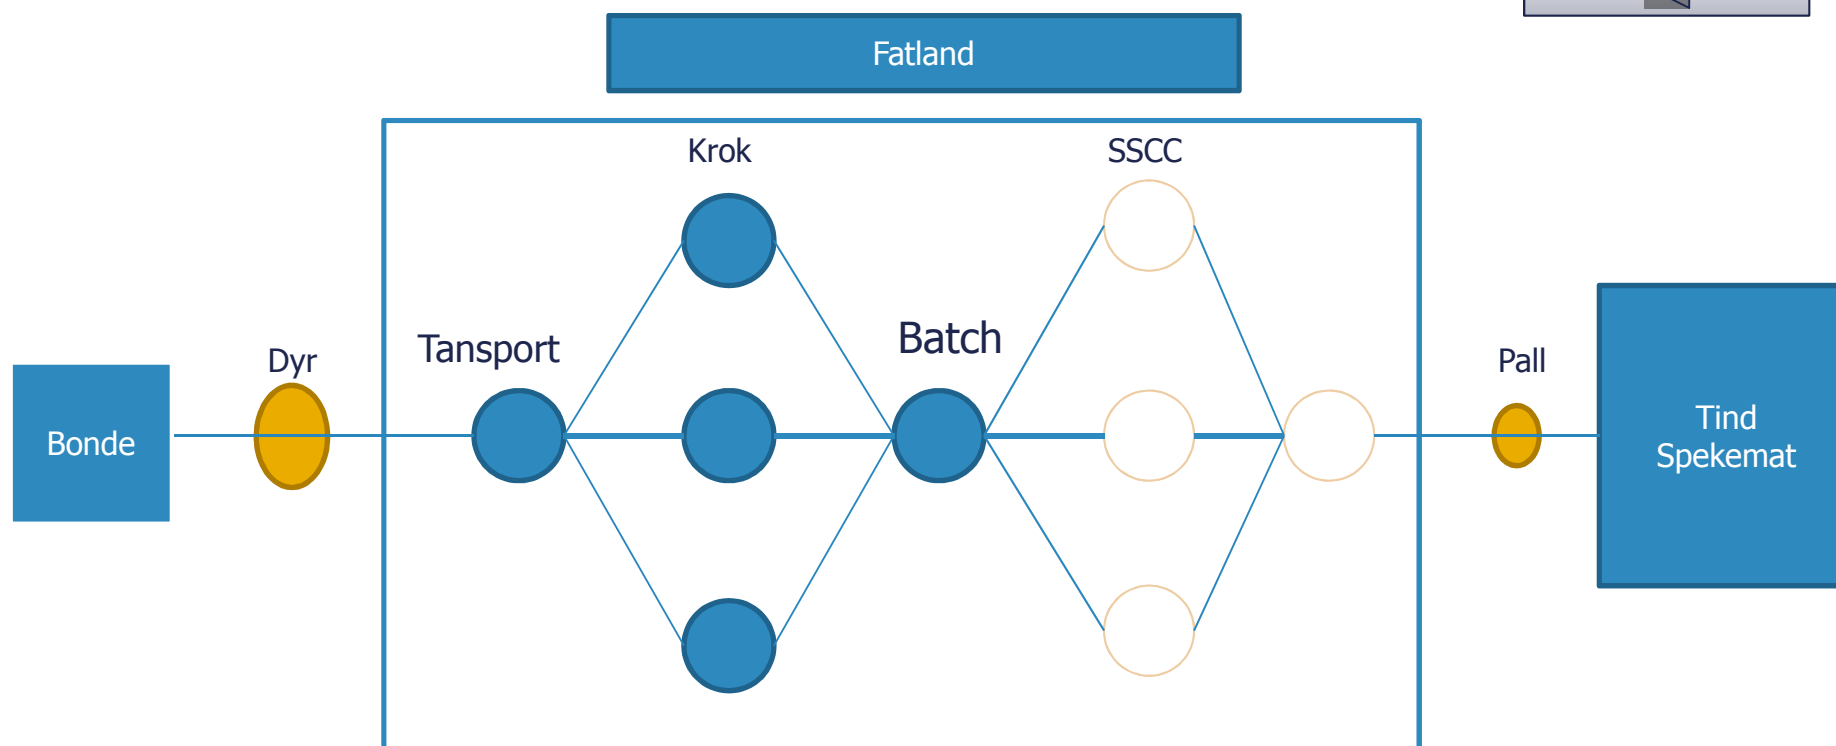 Fatland
Krok
SSCC
Tansport
Batch
Dyr
Pall
Bonde
Tind
Spekemat